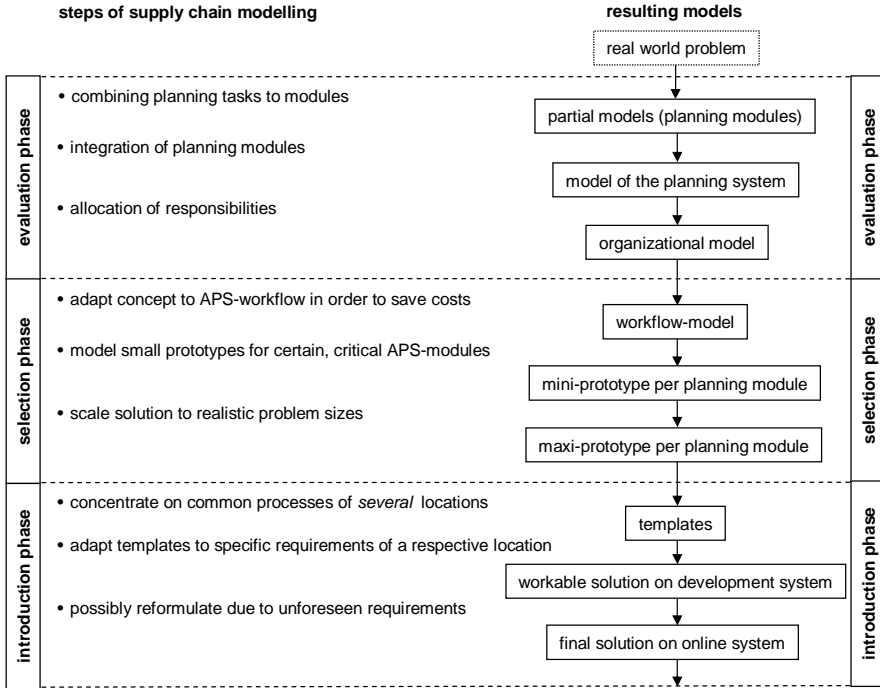 steps of supply chain modelling
resulting models
real world problem
evaluation phase
• combining planning tasks to modules
partial models (planning modules)
• integration of planning modules
model of the planning system
• allocation of responsibilities
organizational model
evaluation phase
selection phase
• adapt concept to APS-workflow in order to save costs
workflow-model
• model small prototypes for certain, critical APS-modules
mini-prototype per planning module
• scale solution to realistic problem sizes
maxi-prototype per planning module
selection phase
introduction phase
• concentrate on common processes of several locations
templates
• adapt templates to specific requirements of a respective location
workable solution on development system
• possibly reformulate due to unforeseen requirements
final solution on online system
introduction phase